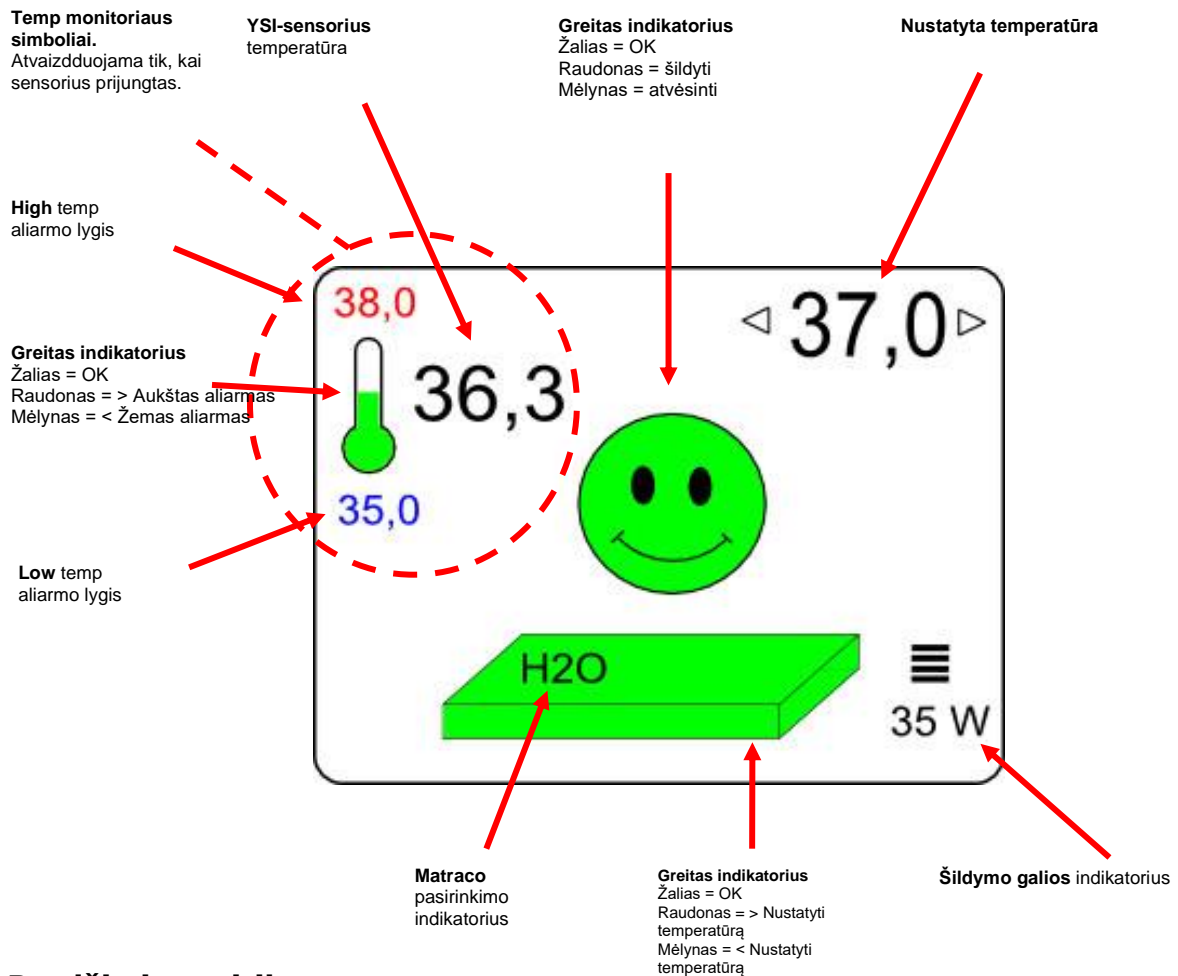 Temp monitoriaus
simboliai.
Atvaizdduojama tik, kai
sensorius prijungtas.
YSI-sensorius
temperatūra
Greitas indikatorius
Žalias = OK
Raudonas = šildyti
Mėlynas = atvėsinti
Nustatyta temperatūra
High temp
aliarmo lygis
Greitas indikatorius
Žalias = OK
Raudonas = > Aukštas aliarmas
Mėlynas = < Žemas aliarmas
Low temp
aliarmo lygis
38,0
36,3
35,0
37,0
H2O
35 W
Matraco
pasirinkimo
indikatorius
Greitas indikatorius
Žalias = OK
Raudonas = > Nustatyti
temperatūrą
Mėlynas = < Nustatyti
temperatūrą
Šildymo galios indikatorius